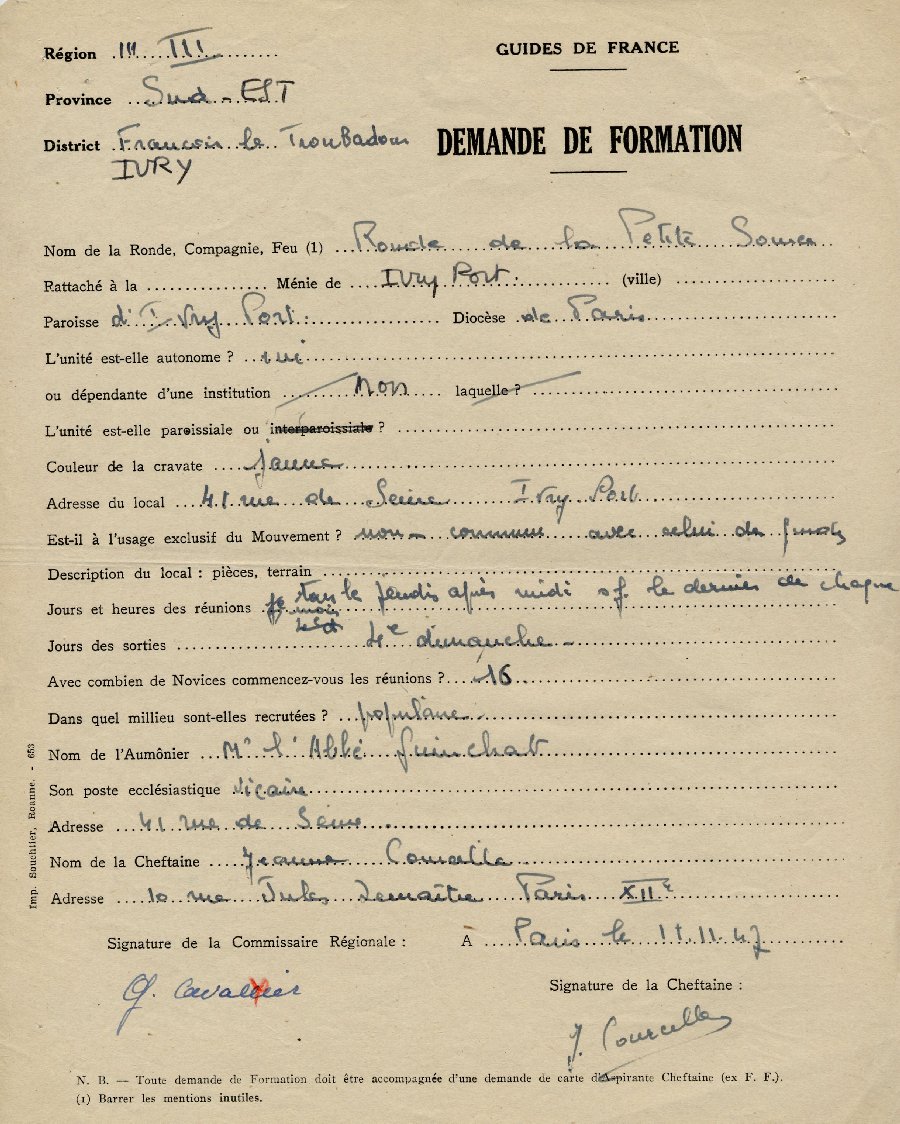 Région III III
GUIDES DE FRANCE
Province Sud-EST
District Francois le Troubadour
IVRY
DEMANDE DE FORMATION
Nom de la Ronde, Compagnie, Feu (1) Ronde de la Petite Soeur
Rattaché à la Ménie de Ivry Port. (ville)
Paroisse d'Ivry Port. Diocèse de Paris
L'unité est-elle autonome ? oui
ou dépendante d'une institution non laquelle ?
L'unité est-elle paroissiale ou interparoissiale ?
Couleur de la cravate jaune
Adresse du local 41 rue de Seine Ivry Port
Est-il à l'usage exclusif du Mouvement ? non - commun avec celui de
Description du local : pièces, terrain
Jours et heures des réunions tous le jeudis après midi sf. le dernier de chaque
mois
Jours des sorties 4e dimanche -
Avec combien de Novices commencez-vous les réunions ? 16
Dans quel millieu sont-elles recrutées ? populaire
Nom de l'Aumônier Mr l'Abbé Guinchat
Son poste ecclésiastique vicaire
Adresse 41 rue de Seine
Nom de la Cheftaine Jeanne Courcelle
Adresse 10 rue Jules Lemaître Paris XIIe
Signature de la Commissaire Régionale : A Paris le 11.11.47
Signature de la Cheftaine :
G. Cavallier
J. Courcelle
N. B. — Toute demande de Formation doit être accompagnée d'une demande de carte d'Aspirante Cheftaine (ex F. F.).
(1) Barrer les mentions inutiles.
Imp. Souchier, Roanne. - 653